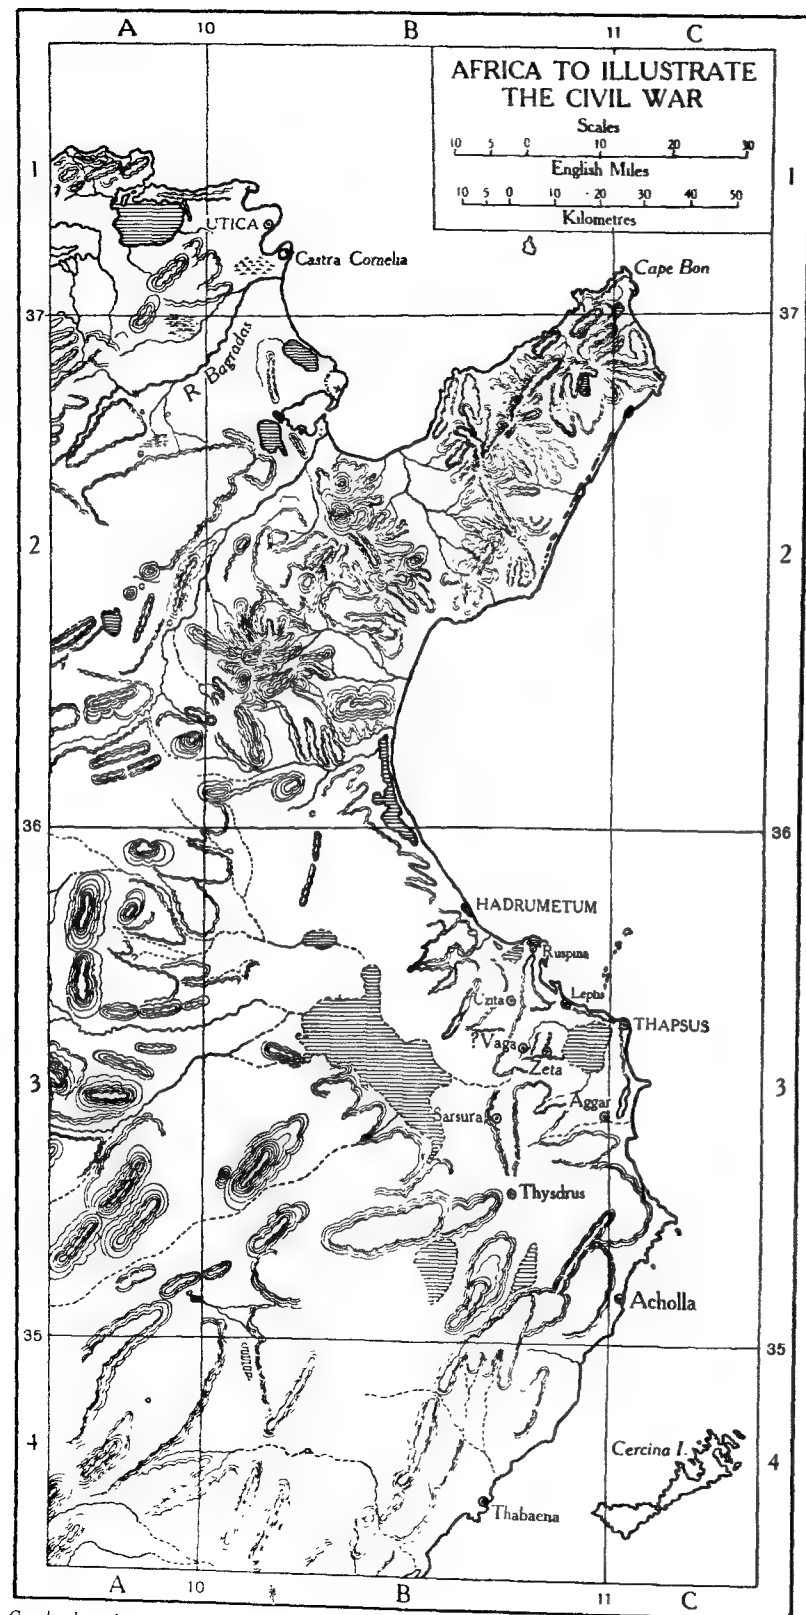 A 10 B 11 C
AFRICA TO ILLUSTRATE
THE CIVIL WAR
Scales
10 5 0 10 20 30
English Miles
10 5 0 10 20 30 40 50
Kilometres
1 1
UTICA
Castra Cornelia
Cape Bon
37 37
R Bagradas
2 2
36 36
HADRUMETUM
Ruspina
Uzita
Leptis
THAPSUS
?Vaga
Zeta
3 3
Aggar
Sarsura
Thysdrus
Acholla
35 35
Cercina I.
4 4
Thabaena
A 10 B 11 C